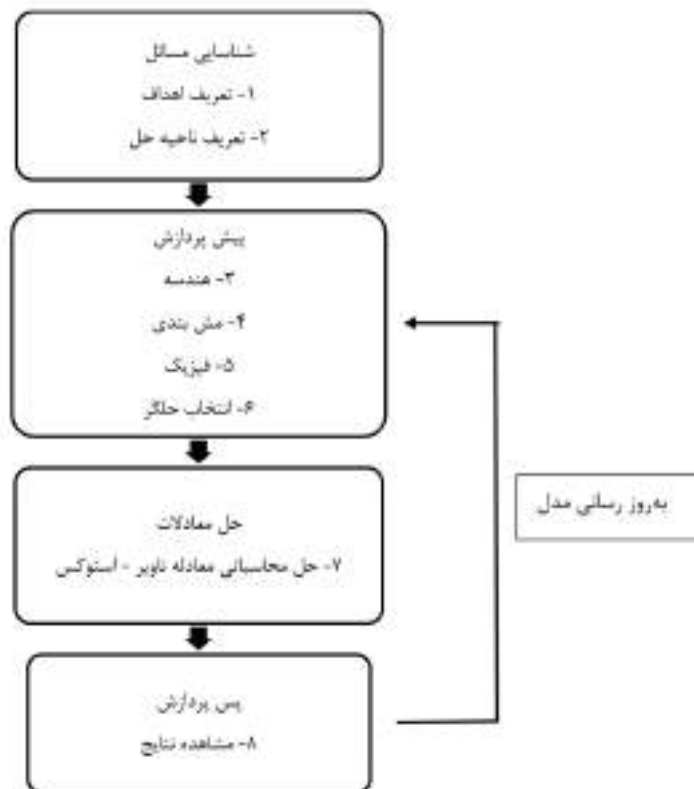 شناسایی مسائل
۱- تعریف اهداف
۲- تعریف ناحیه حل
پیش پردازش
۳- هندسه
۴- مش بندی
۵- فیزیک
۶- انتخاب حلگر
حل معادلات
۷- حل محاسباتی معادله ناویر - استوکس
به‌روز رسانی مدل
پس پردازش
۸- مشاهده نتایج